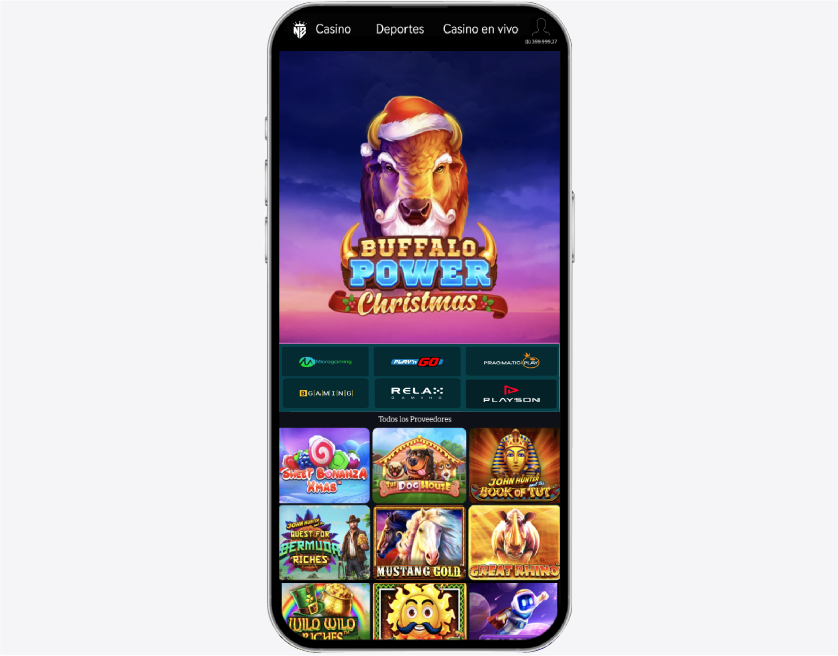 NB Casino Deportes Casino en vivo
BUFFALO
POWER
Christmas
Microgaming PLAY'n GO PRAGMATIC PLAY
BGAMING RELAX GAMING PLAYSON
Todos los Proveedores
SWEET BONANZA XMAS
THE DOG HOUSE
JOHN HUNTER and the BOOK OF TUT
JOHN HUNTER and the QUEST FOR BERMUDA RICHES
MUSTANG GOLD
GREAT RHINO
WILD WILD RICHES